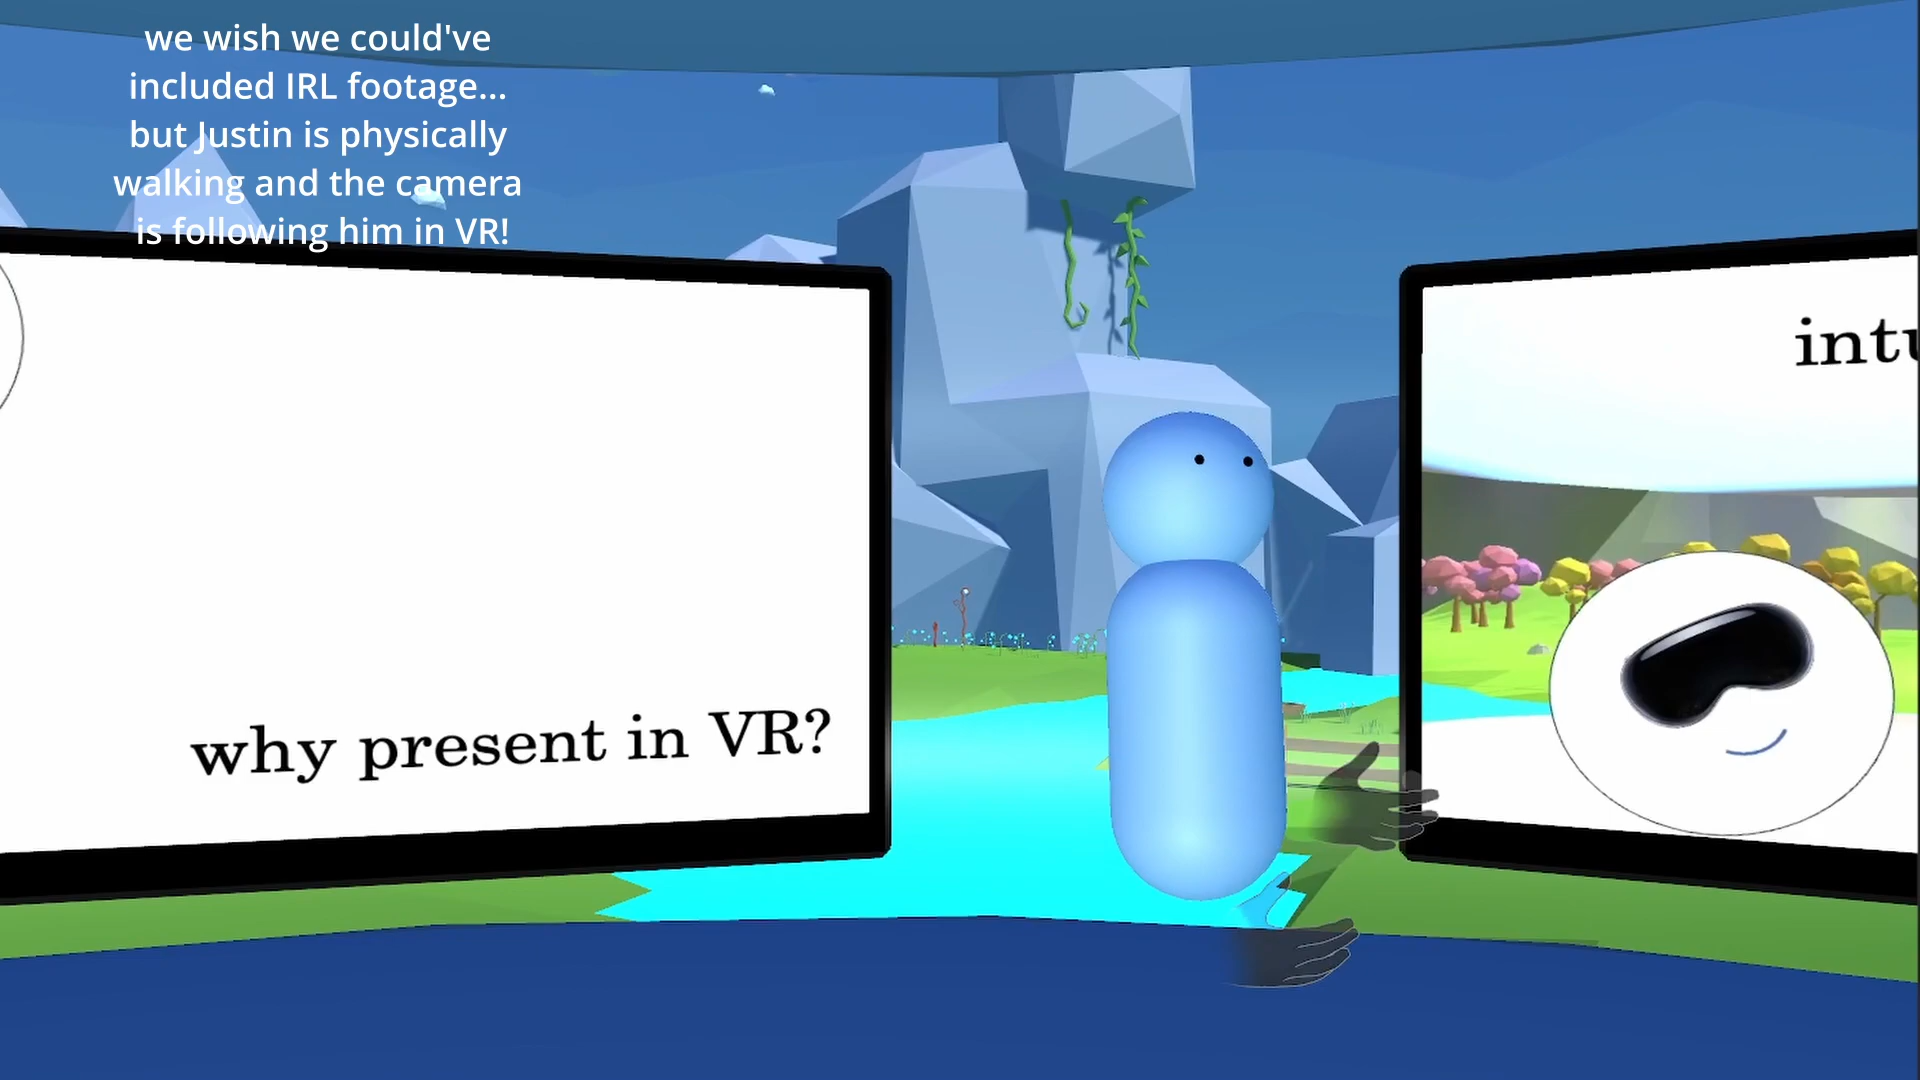 we wish we could've
included IRL footage...
but Justin is physically
walking and the camera
is following him in VR!
why present in VR?